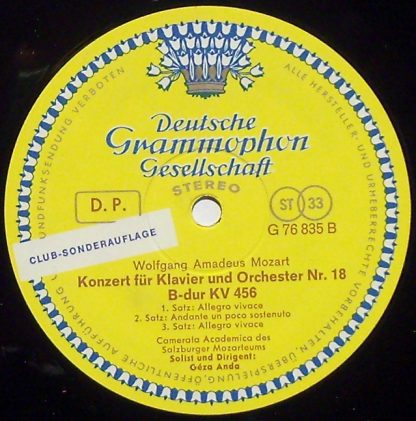 ALLE HERSTELLER- UND URHEBERRECHTE VORBEHALTEN, ÜBERSPIELUNG, ÖFFENTLICHE AUFFÜHRUNG
UNDFUNKSENDUNG VERBOTEN
Deutsche
Grammophon
Gesellschaft
STEREO
D. P.
ST 33
G 76 835 B
CLUB-SONDERAUFLAGE
Wolfgang Amadeus Mozart
Konzert für Klavier und Orchester Nr. 18
B-dur KV 456
1. Satz: Allegro vivace
2. Satz: Andante un poco sostenuto
3. Satz: Allegro vivace
Camerata Academica des
Salzburger Mozarteums
Solist und Dirigent:
Géza Anda